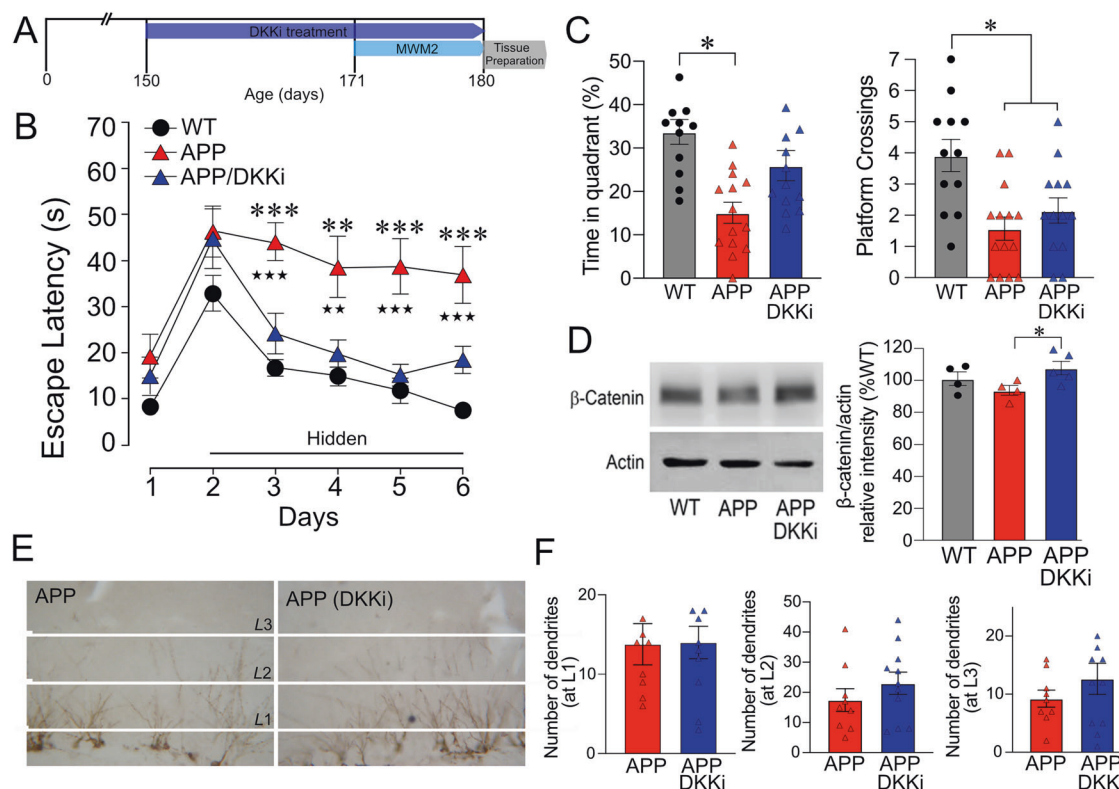 A
DKKi treatment
MWM2
Tissue
Preparation
0
150
171
180
Age (days)
B
WT
APP
APP/DKKi
Escape Latency (s)
70
60
50
40
30
20
10
0
***
**
***
***
★★★
★★
★★★
★★★
Hidden
1 2 3 4 5 6
Days
C
Time in quadrant (%)
50
40
30
20
10
0
*
WT
APP
APP
DKKi
Platform Crossings
7
6
5
4
3
2
1
0
*
WT
APP
APP
DKKi
D
β-Catenin
Actin
WT
APP
APP
DKKi
β-catenin/actin
relative intensity (%WT)
120
100
80
60
40
20
0
*
WT
APP
APP
DKKi
E
APP
L3
L2
L1
APP (DKKi)
F
Number of dendrites
(at L1)
20
10
0
APP
APP
DKKi
Number of dendrites
(at L2)
50
40
30
20
10
0
APP
APP
DKKi
Number of dendrites
(at L3)
30
20
10
0
APP
APP
DKK